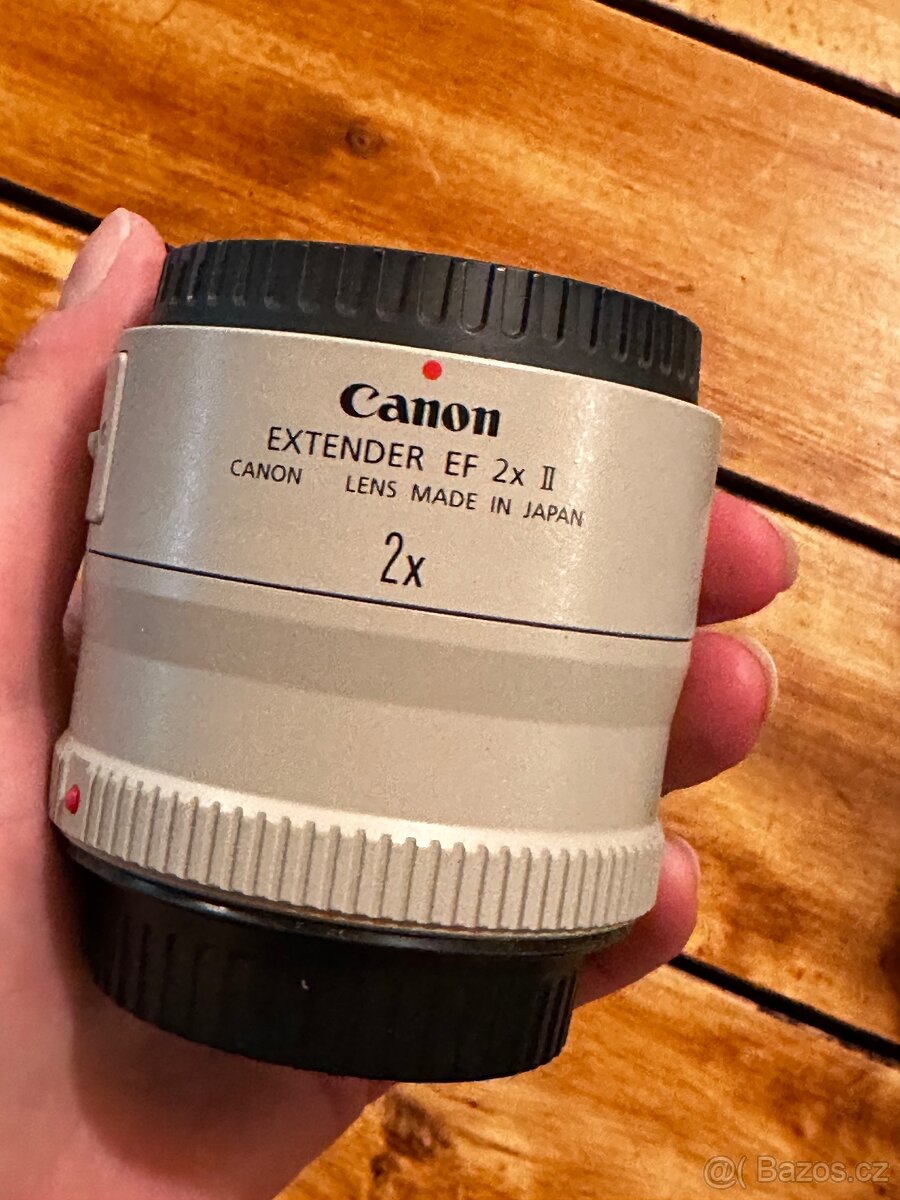 Canon
EXTENDER EF 2x II
CANON LENS MADE IN JAPAN
2x
@( Bazos.cz